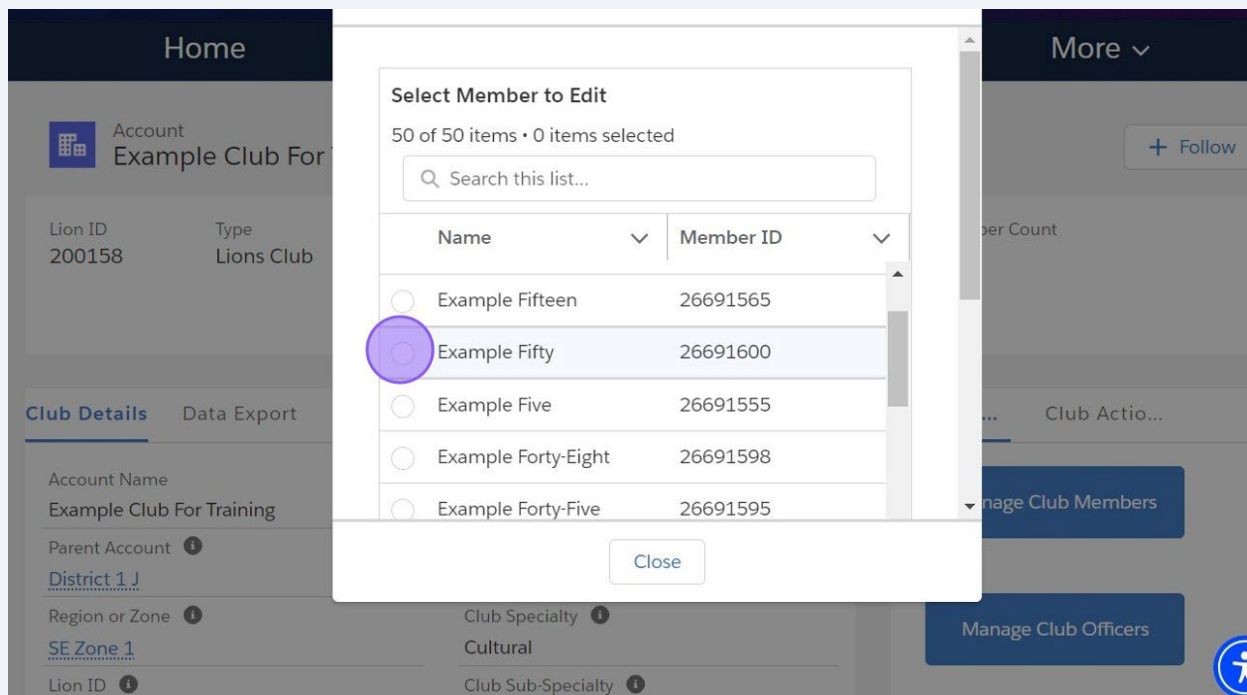 Home
More
Account
Example Club For
Follow
Lion ID
Type
200158
Lions Club
Count
Club Details
Data Export
Club Actio...
Account Name
Example Club For Training
Parent Account
District 1 J
Region or Zone
SE Zone 1
Lion ID
Club Specialty
Cultural
Club Sub-Specialty
Select Member to Edit
50 of 50 items • 0 items selected
Search this list...
Name
Member ID
Example Fifteen 26691565
Example Fifty 26691600
Example Five 26691555
Example Forty-Eight 26691598
Example Forty-Five 26691595
Close
nage Club Members
Manage Club Officers